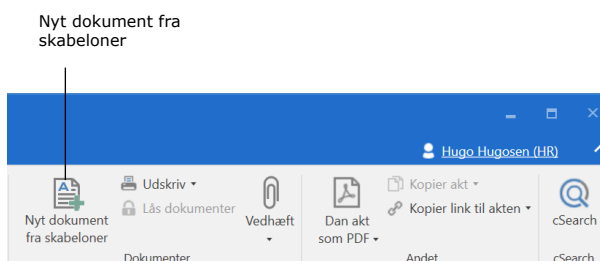 Nyt dokument fra
skabeloner
Hugo Hugosen (HR)
Nyt dokument
fra skabeloner
Udskriv
Lås dokumenter
Vedhæft
Dokumenter
Dan akt
som PDF
Kopier akt
Kopier link til akten
Andet
cSearch
cSearch